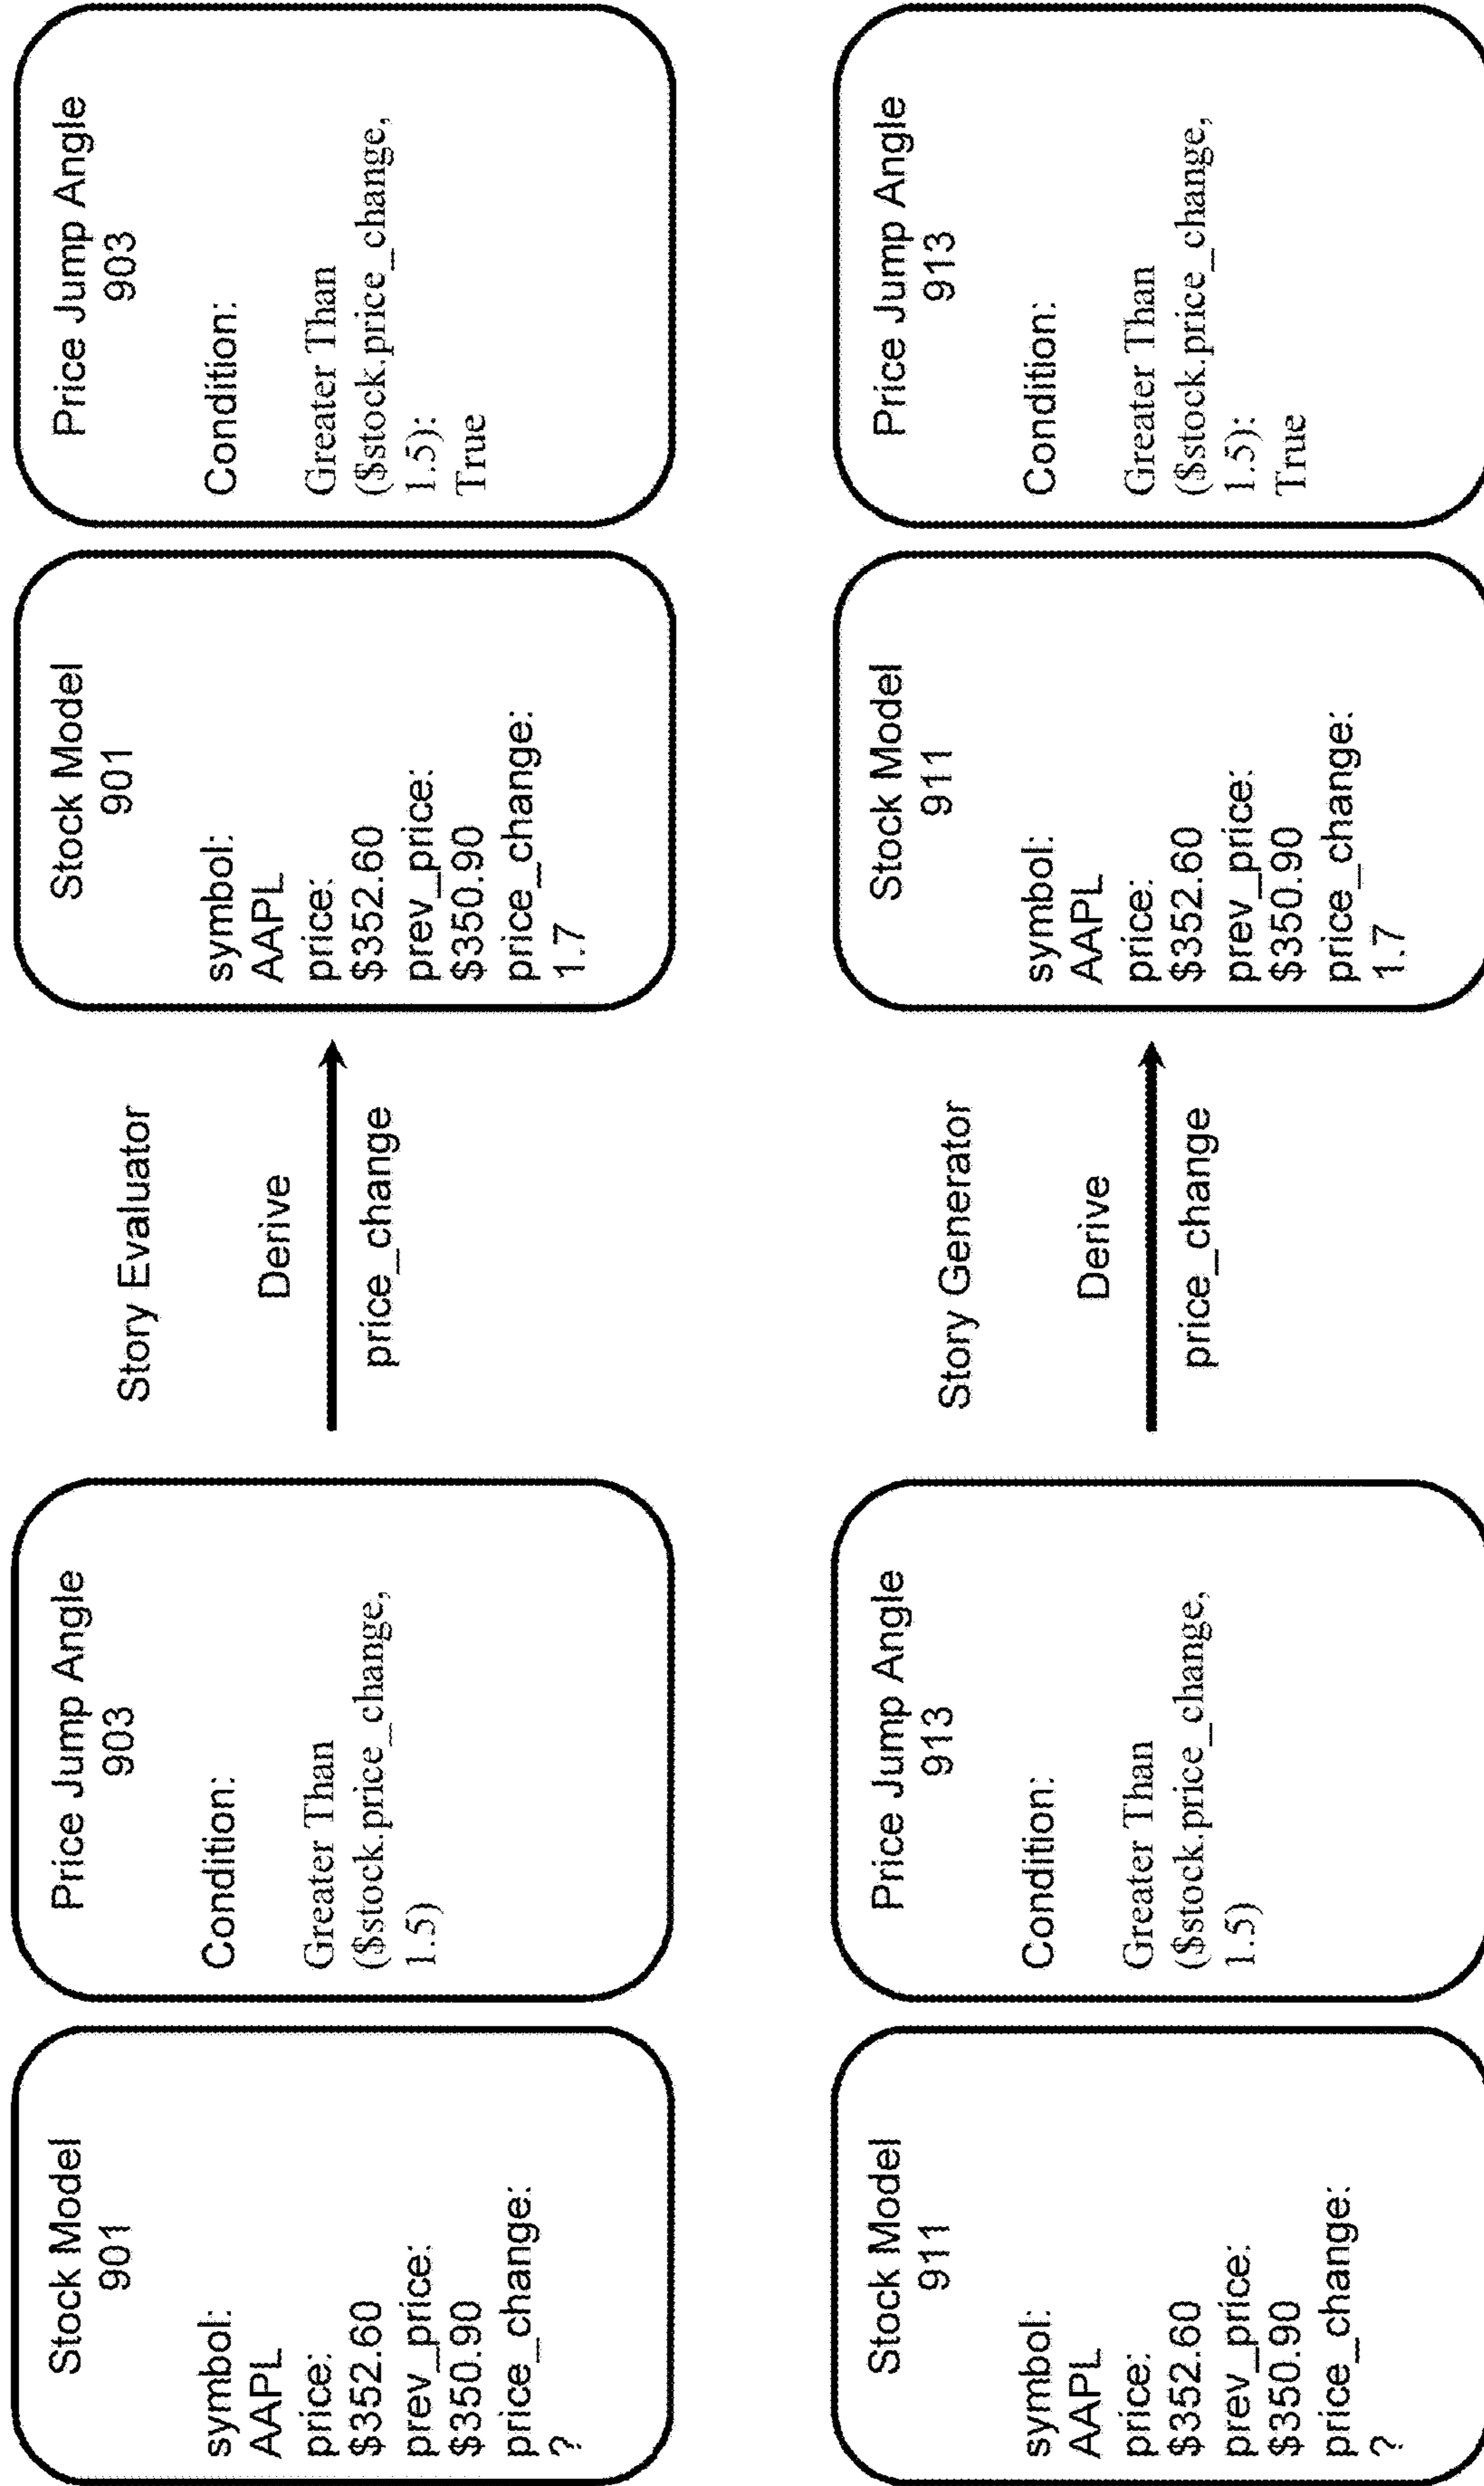 Stock Model
901
symbol:
AAPL
price:
$352.60
prev_price:
$350.90
price_change:
?
Price Jump Angle
903
Condition:
Greater Than
($stock.price_change,
1.5)
Story Evaluator
Derive
price_change
Stock Model
901
symbol:
AAPL
price:
$352.60
prev_price:
$350.90
price_change:
1.7
Price Jump Angle
903
Condition:
Greater Than
($stock.price_change,
1.5):
True
Stock Model
911
symbol:
AAPL
price:
$352.60
prev_price:
$350.90
price_change:
?
Price Jump Angle
913
Condition:
Greater Than
($stock.price_change,
1.5)
Story Generator
Derive
price_change
Stock Model
911
symbol:
AAPL
price:
$352.60
prev_price:
$350.90
price_change:
1.7
Price Jump Angle
913
Condition:
Greater Than
($stock.price_change,
1.5):
True